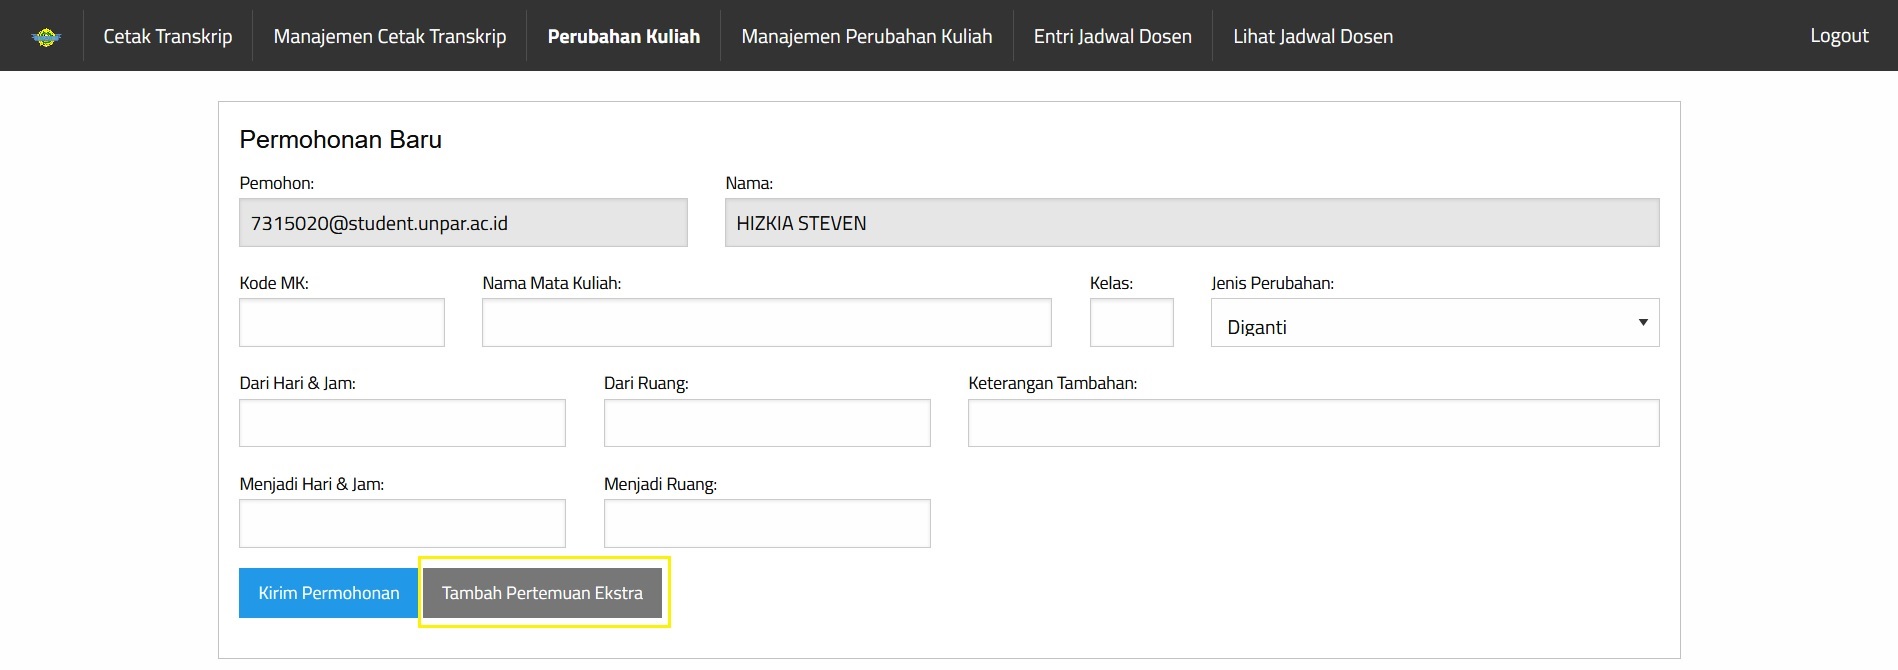 Cetak Transkrip Manajemen Cetak Transkrip Perubahan Kuliah Manajemen Perubahan Kuliah Entri Jadwal Dosen Lihat Jadwal Dosen Logout
Permohonan Baru
Pemohon: Nama:
7315020@student.unpar.ac.id HIZKIA STEVEN
Kode MK: Nama Mata Kuliah: Kelas: Jenis Perubahan:
Diganti
Dari Hari & Jam: Dari Ruang: Keterangan Tambahan:
Menjadi Hari & Jam: Menjadi Ruang:
Kirim Permohonan Tambah Pertemuan Ekstra